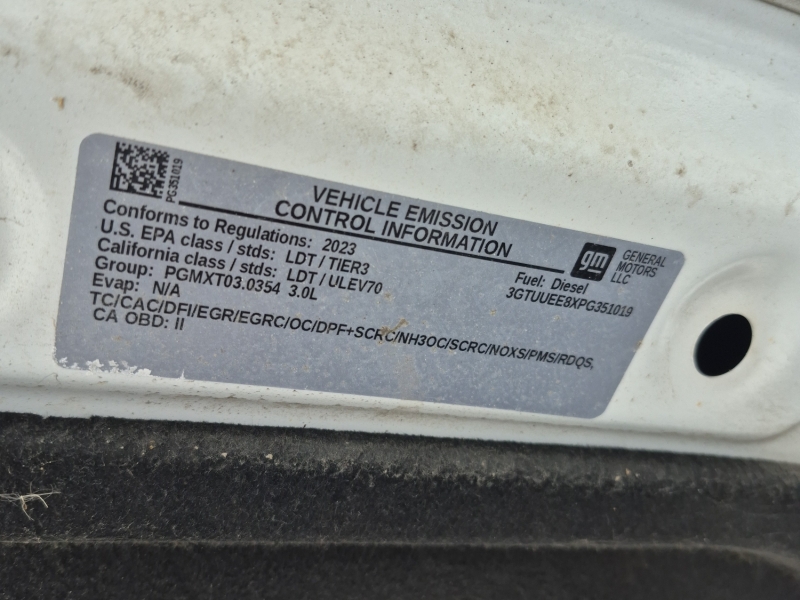 PG351019
VEHICLE EMISSION
CONTROL INFORMATION
Conforms to Regulations: 2023
U.S. EPA class / stds: LDT / TIER3
California class / stds: LDT / ULEV70
Group: PGMXT03.0354 3.0L
Evap: N/A
TC/CAC/DFI/EGR/EGRC/OC/DPF+SCRC/NH3OC/SCRC/NOXS/PMS/RDQS,
CA OBD: II
Fuel: Diesel
3GTUUEE8XPG351019
gm
GENERAL
MOTORS
LLC